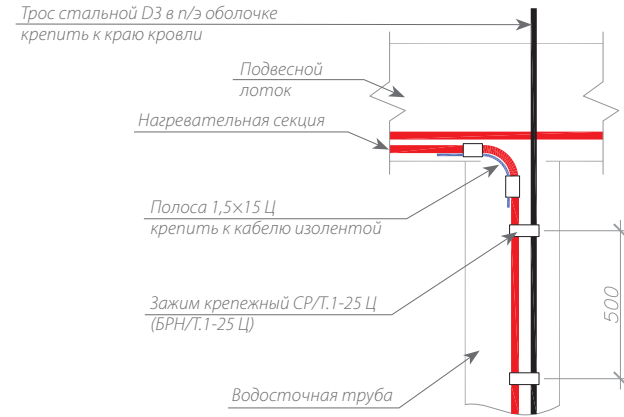 Трос стальной D3 в п/э оболочке
крепить к краю кровли
Подвесной
лоток
Нагревательная секция
Полоса 1,5×15 Ц
крепить к кабелю изолентой
Зажим крепежный СР/Т.1-25 Ц
(БРН/Т.1-25 Ц)
500
Водосточная труба